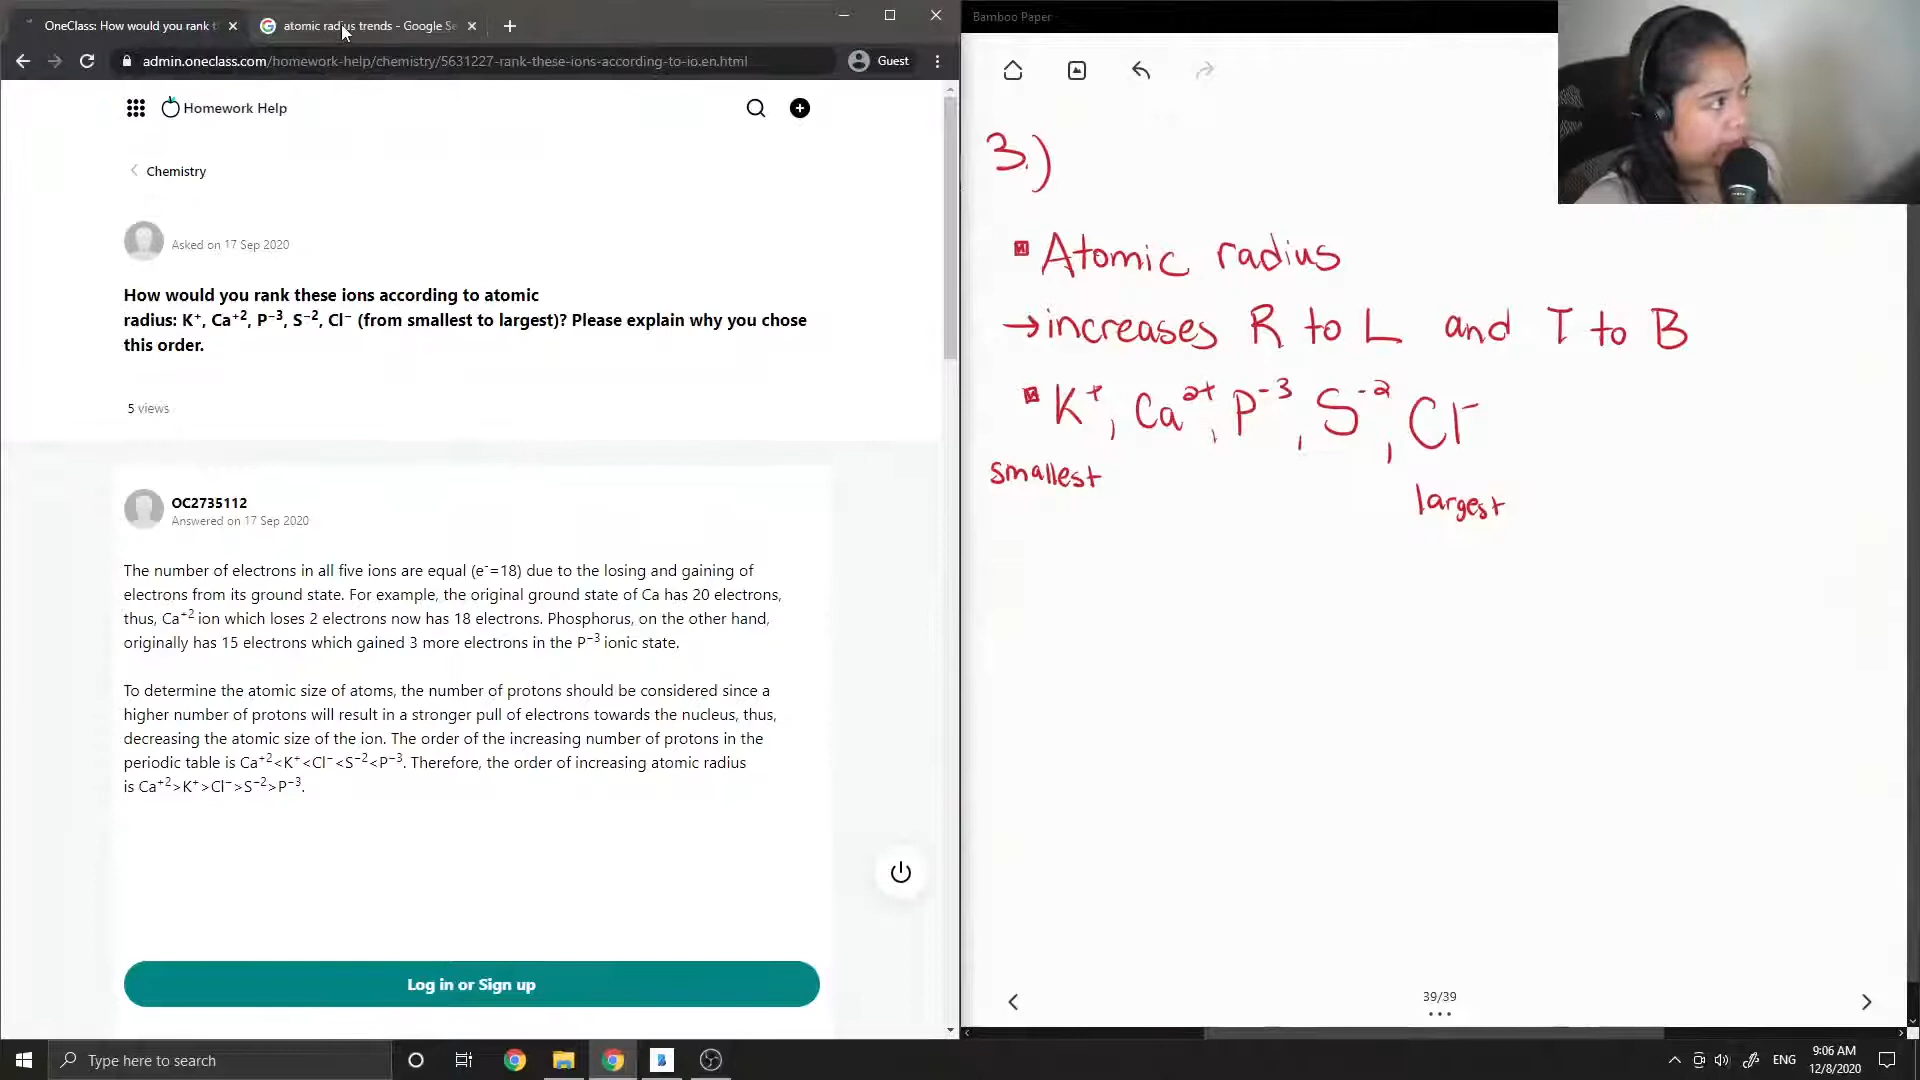 OneClass: How would you rank t
atomic radius trends - Google Se
admin.oneclass.com/homework-help/chemistry/5631227-rank-these-ions-according-to-io.en.html
Guest
Homework Help
Chemistry
Asked on 17 Sep 2020
How would you rank these ions according to atomic
radius: K⁺, Ca⁺², P⁻³, S⁻², Cl⁻ (from smallest to largest)? Please explain why you chose
this order.
5 views
OC2735112
Answered on 17 Sep 2020
The number of electrons in all five ions are equal (e⁻=18) due to the losing and gaining of
electrons from its ground state. For example, the original ground state of Ca has 20 electrons,
thus, Ca⁺² ion which loses 2 electrons now has 18 electrons. Phosphorus, on the other hand,
originally has 15 electrons which gained 3 more electrons in the P⁻³ ionic state.
To determine the atomic size of atoms, the number of protons should be considered since a
higher number of protons will result in a stronger pull of electrons towards the nucleus, thus,
decreasing the atomic size of the ion. The order of the increasing number of protons in the
periodic table is Ca⁺²<K⁺<Cl⁻<S⁻²<P⁻³. Therefore, the order of increasing atomic radius
is Ca⁺²>K⁺>Cl⁻>S⁻²>P⁻³.
Log in or Sign up
Bamboo Paper
3.)
Atomic radius
→increases R to L and T to B
K⁺, Ca²⁺, P⁻³, S⁻², Cl⁻
smallest
largest
39/39
Type here to search
ENG
9:06 AM
12/8/2020